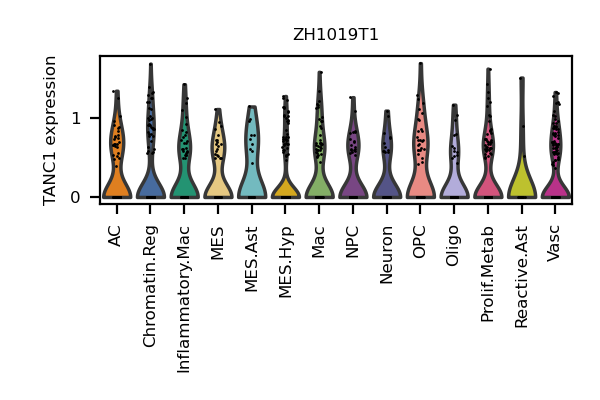 ZH1019T1
TANC1 expression
1
0
AC
Chromatin.Reg
Inflammatory.Mac
MES
MES.Ast
MES.Hyp
Mac
NPC
Neuron
OPC
Oligo
Prolif.Metab
Reactive.Ast
Vasc